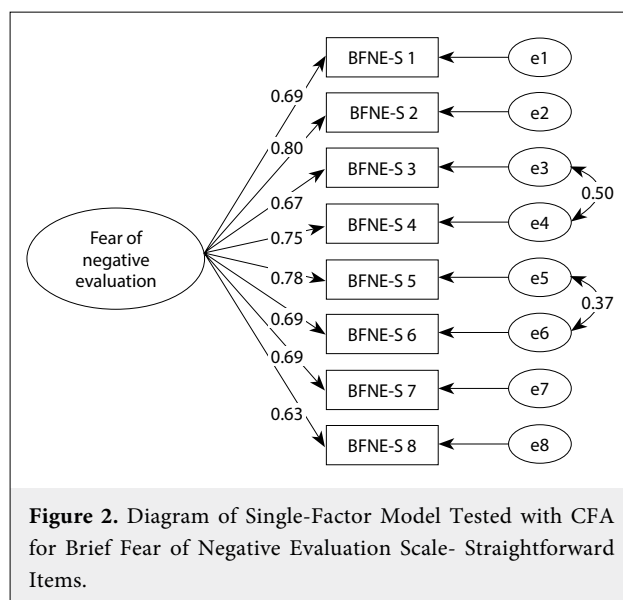 BFNE-S 1
e1
0.69
BFNE-S 2
e2
0.80
BFNE-S 3
e3
0.67
0.50
BFNE-S 4
e4
0.75
Fear of
negative
evaluation
BFNE-S 5
e5
0.78
0.37
BFNE-S 6
e6
0.69
BFNE-S 7
e7
0.69
BFNE-S 8
e8
0.63
Figure 2. Diagram of Single-Factor Model Tested with CFA
for Brief Fear of Negative Evaluation Scale- Straightforward
Items.